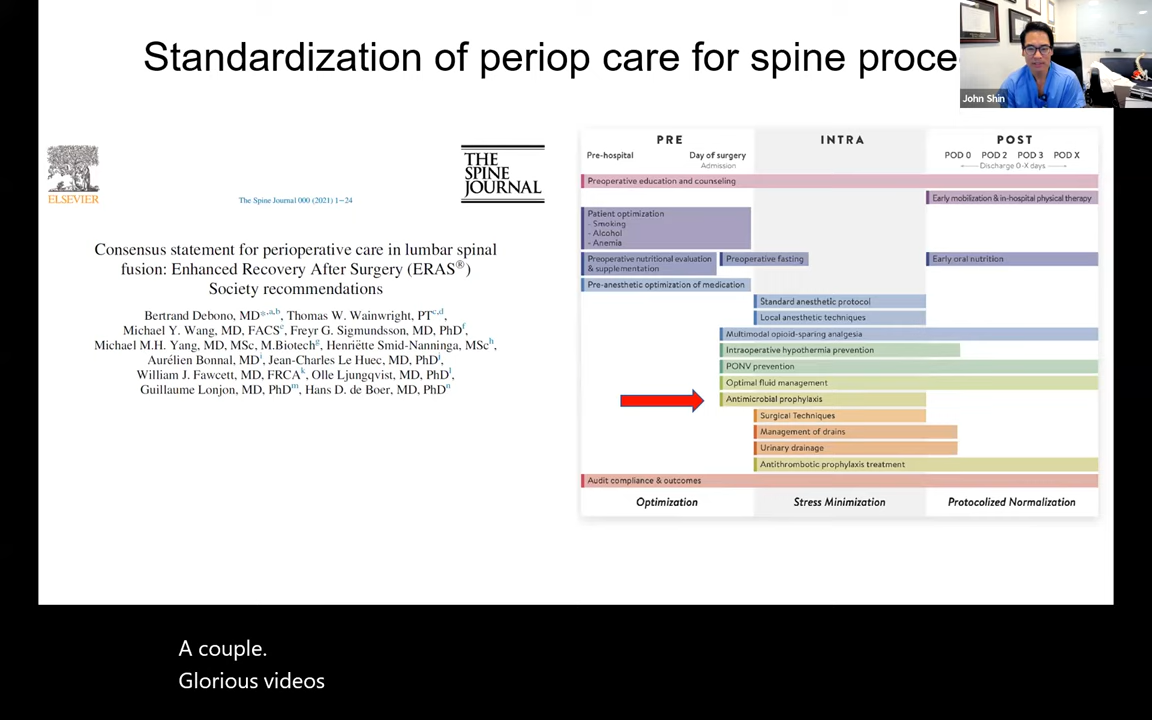 Standardization of periop care for spine proce
John Shin
ELSEVIER
The Spine Journal 000 (2021) 1−24
THE
SPINE
JOURNAL
Consensus statement for perioperative care in lumbar spinal
fusion: Enhanced Recovery After Surgery (ERAS®)
Society recommendations
Bertrand Debono, MD*,a,b, Thomas W. Wainwright, PTc,d,
Michael Y. Wang, MD, FACSe, Freyr G. Sigmundsson, MD, PhDf,
Michael M.H. Yang, MD, MSc, M.Biotechg, Henriëtte Smid-Nanninga, MSch,
Aurélien Bonnal, MDi, Jean-Charles Le Huec, MD, PhDj,
William J. Fawcett, MD, FRCAk, Olle Ljungqvist, MD, PhDl,
Guillaume Lonjon, MD, PhDm, Hans D. de Boer, MD, PhDn
PRE INTRA POST
Pre-hospital Day of surgery POD 0 POD 2 POD 3 POD X
Admission Discharge 0-X days
Preoperative education and counseling
Early mobilization & in-hospital physical therapy
Patient optimization
- Smoking
- Alcohol
- Anemia
Preoperative nutritional evaluation
& supplementation
Preoperative fasting
Early oral nutrition
Pre-anesthetic optimization of medication
Standard anesthetic protocol
Local anesthetic techniques
Multimodal opioid-sparing analgesia
Intraoperative hypothermia prevention
PONV prevention
Optimal fluid management
Antimicrobial prophylaxis
Surgical Techniques
Management of drains
Urinary drainage
Antithrombotic prophylaxis treatment
Audit compliance & outcomes
Optimization Stress Minimization Protocolized Normalization
A couple.
Glorious videos